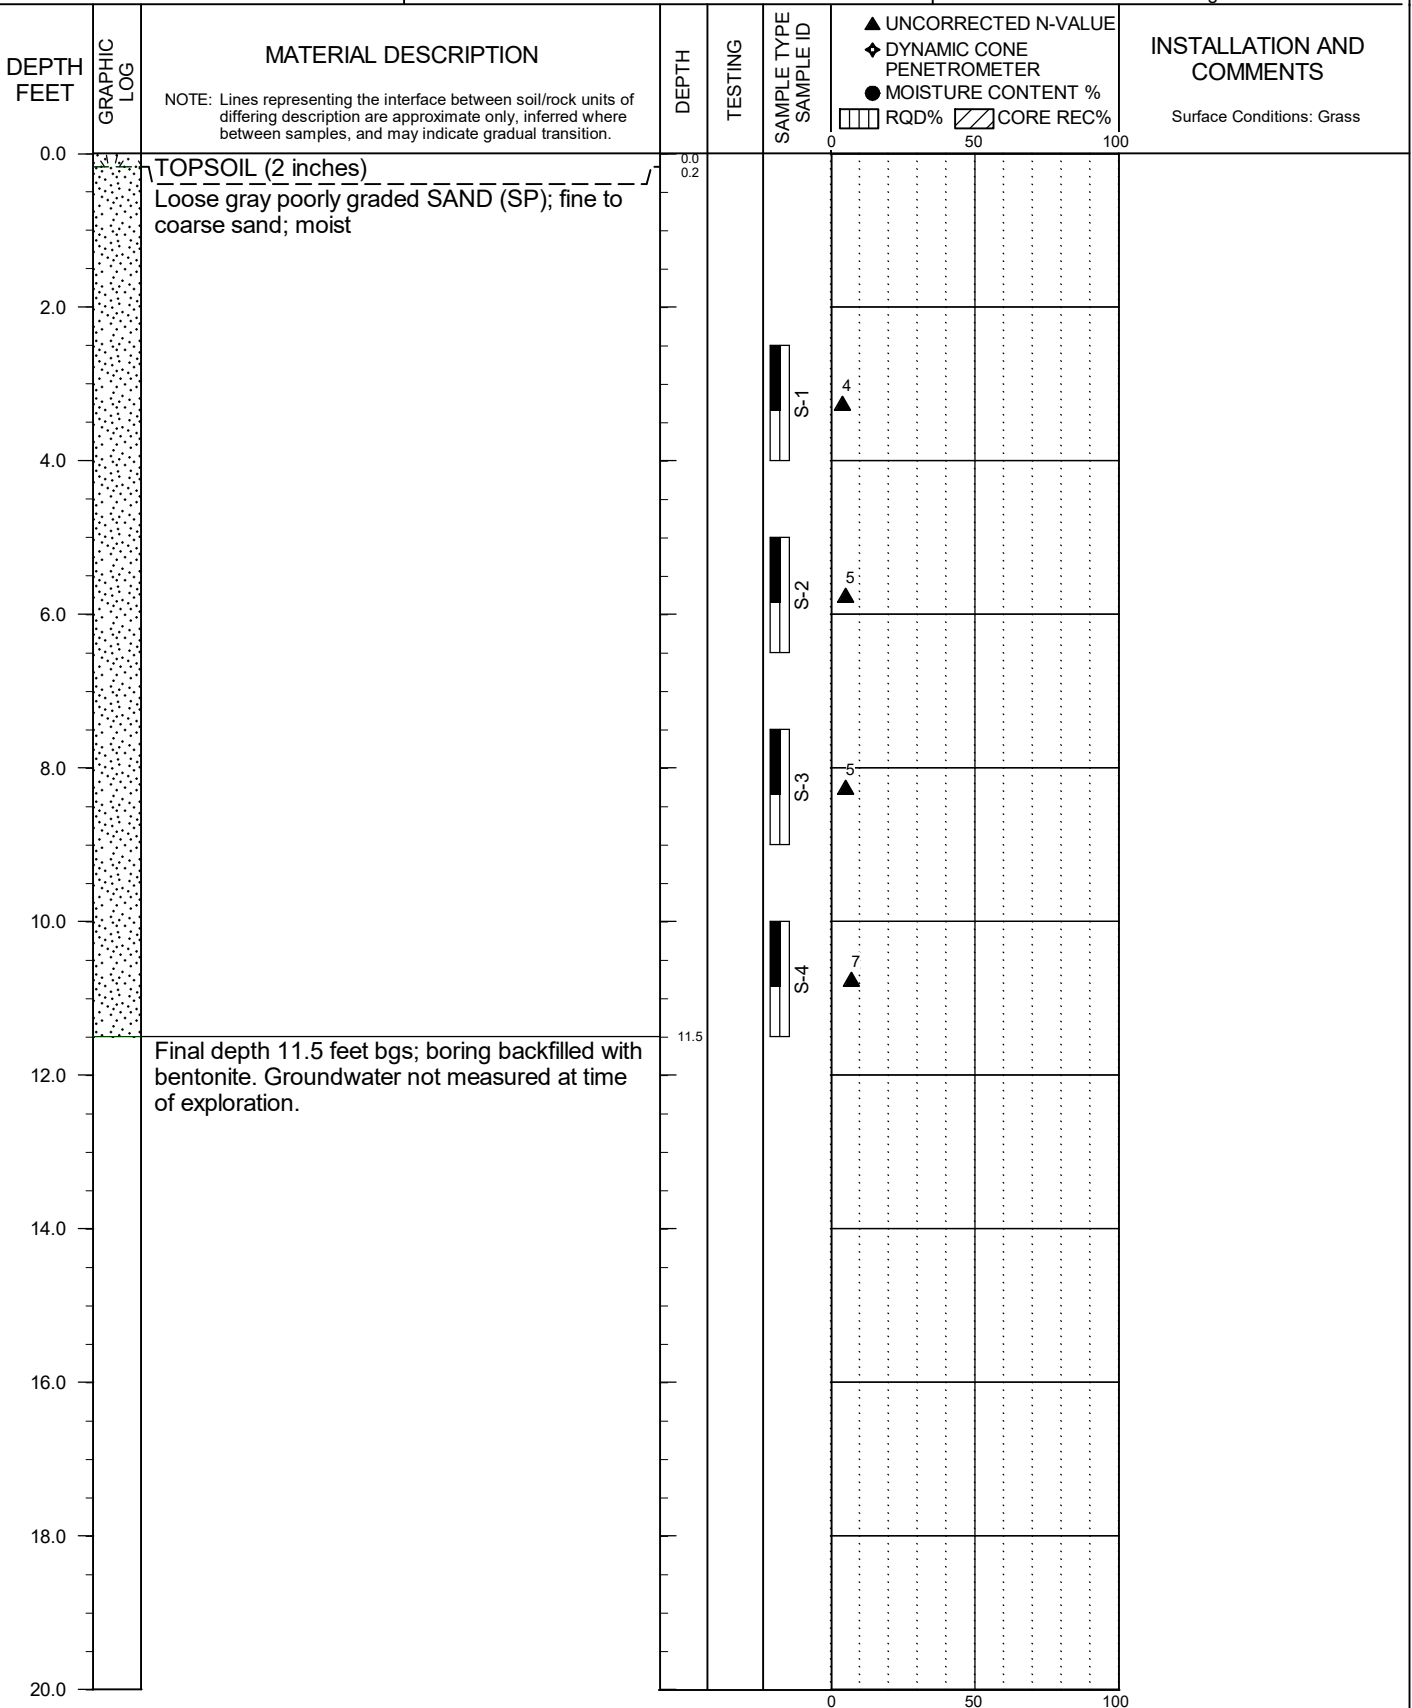 DEPTH
FEET
GRAPHIC
LOG
MATERIAL DESCRIPTION
NOTE: Lines representing the interface between soil/rock units of
differing description are approximate only, inferred where
between samples, and may indicate gradual transition.
DEPTH
TESTING
SAMPLE TYPE
SAMPLE ID
▲ UNCORRECTED N-VALUE
DYNAMIC CONE
PENETROMETER
● MOISTURE CONTENT %
RQD% CORE REC%
0 50 100
INSTALLATION AND
COMMENTS
Surface Conditions: Grass
0.0
TOPSOIL (2 inches)
0.0
0.2
Loose gray poorly graded SAND (SP); fine to
coarse sand; moist
2.0
S-1
4
4.0
S-2
5
6.0
8.0
S-3
5
10.0
S-4
7
11.5
Final depth 11.5 feet bgs; boring backfilled with
bentonite. Groundwater not measured at time
of exploration.
12.0
14.0
16.0
18.0
20.0
0 50 100